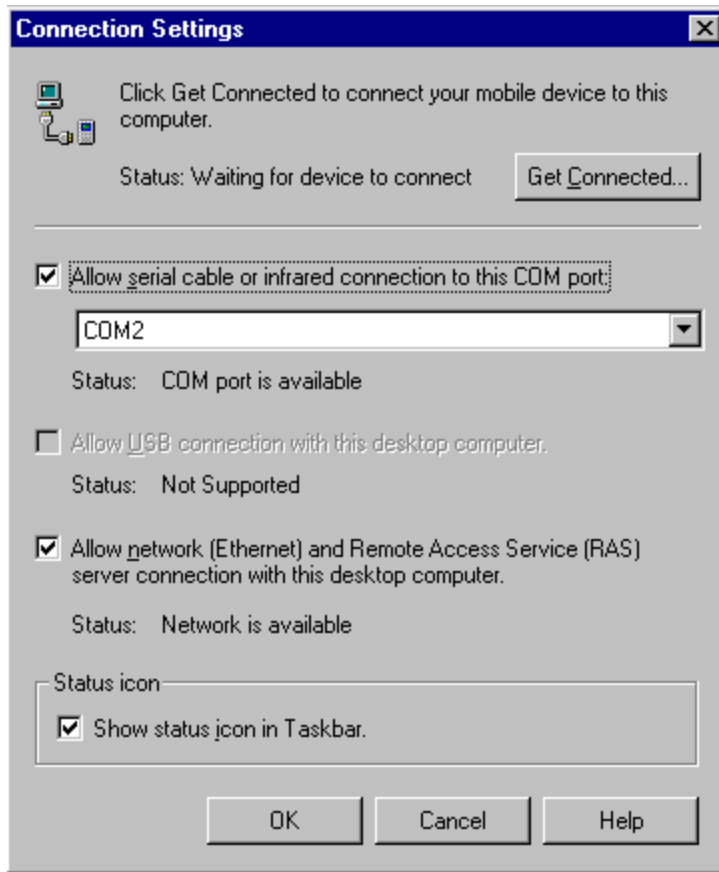 Connection Settings
Click Get Connected to connect your mobile device to this
computer.
Status: Waiting for device to connect
Get Connected...
Allow serial cable or infrared connection to this COM port:
COM2
Status: COM port is available
Allow USB connection with this desktop computer.
Status: Not Supported
Allow network (Ethernet) and Remote Access Service (RAS)
server connection with this desktop computer.
Status: Network is available
Status icon
Show status icon in Taskbar.
OK
Cancel
Help